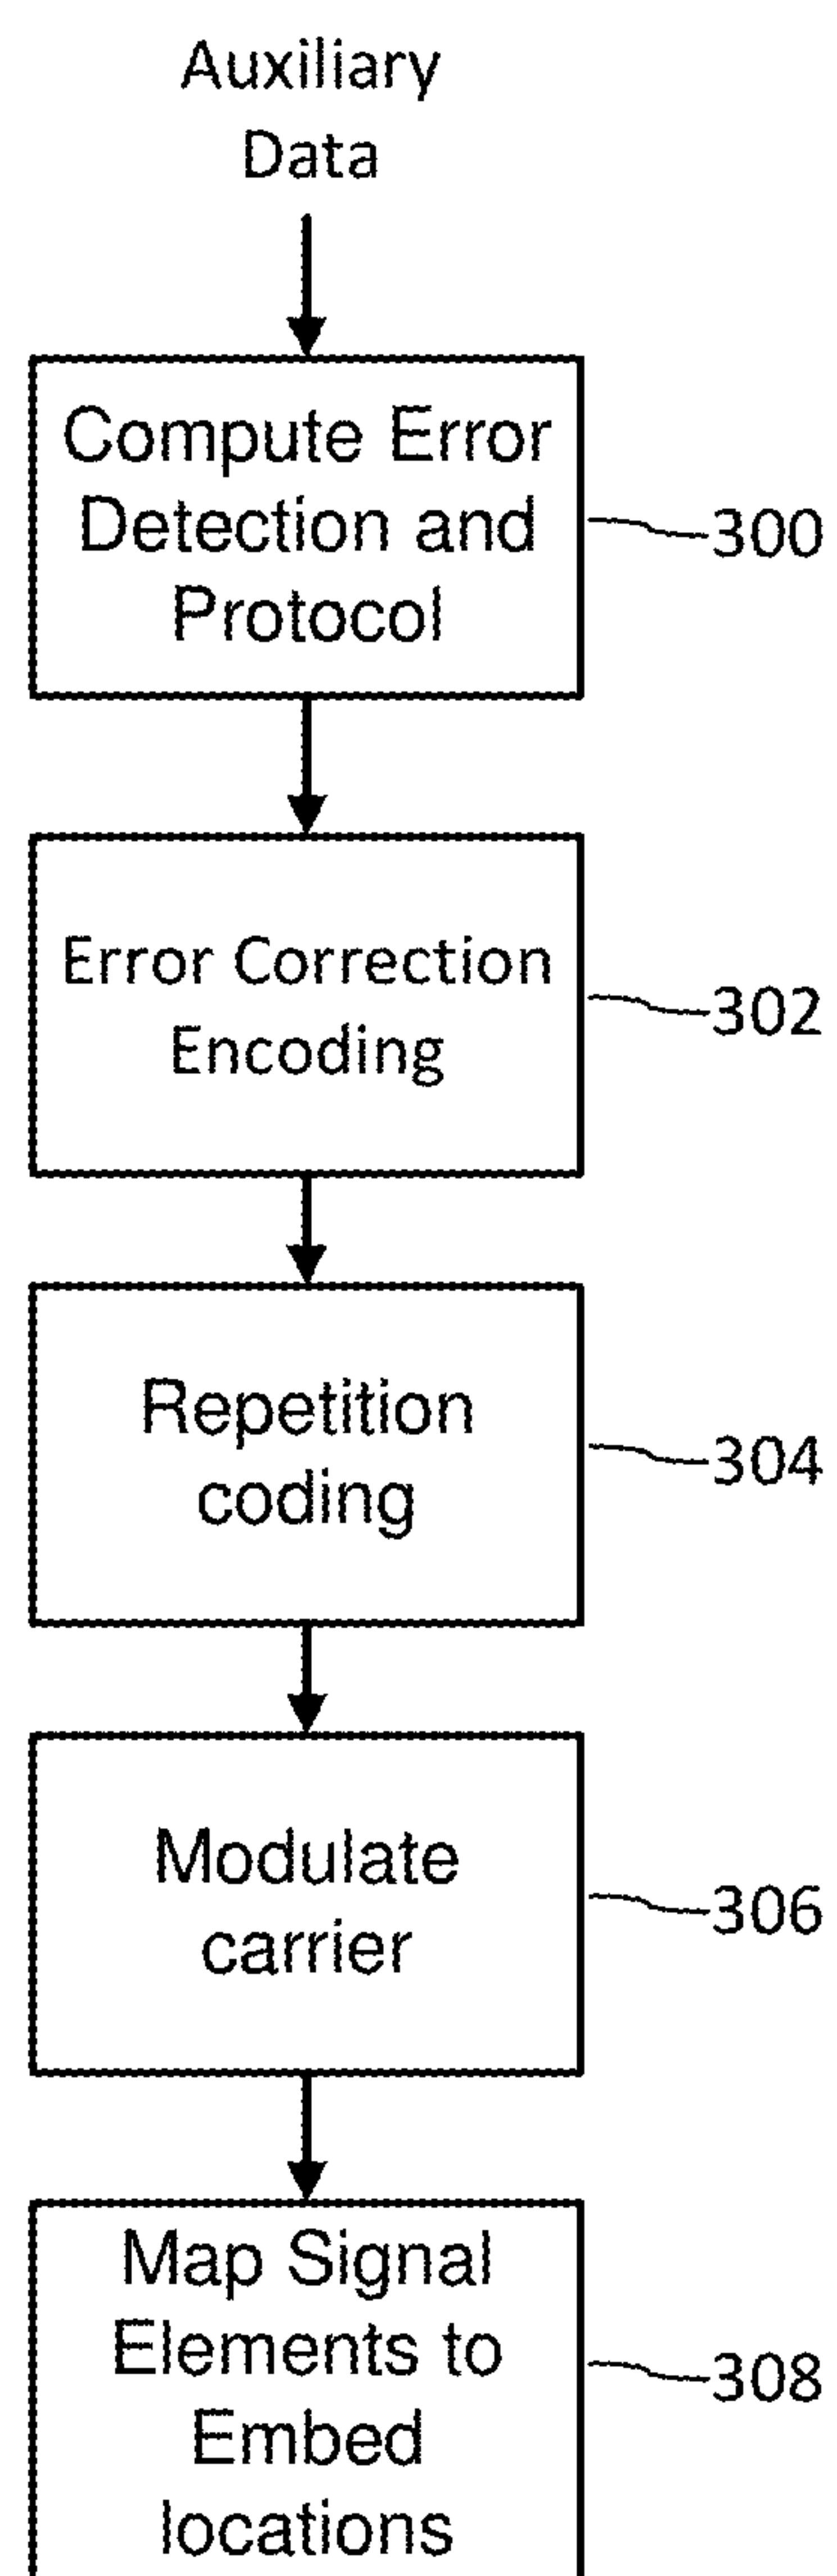 Auxiliary
Data
Compute Error
Detection and
Protocol
300
Error Correction
Encoding
302
Repetition
coding
304
Modulate
carrier
306
Map Signal
Elements to
Embed
locations
308